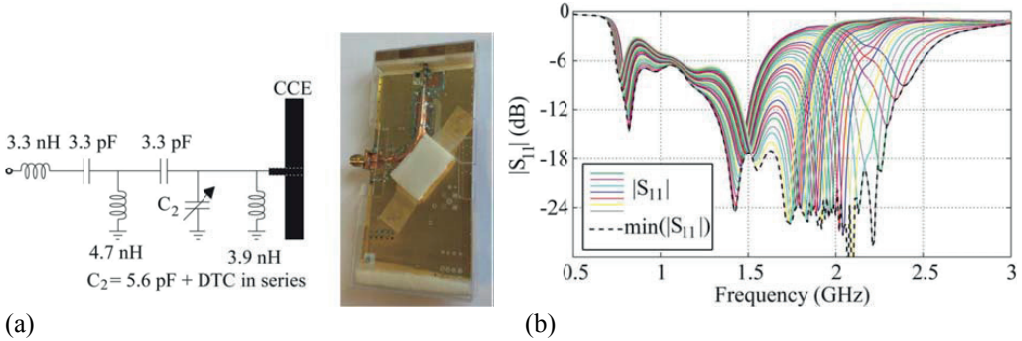 CCE
3.3 nH 3.3 pF 3.3 pF
C2
4.7 nH 3.9 nH
C2 = 5.6 pF + DTC in series
(a)
|S11| (dB)
0
-6
-12
-18
-24
|S11|
min(|S11|)
0.5 1 1.5 2 2.5 3
Frequency (GHz)
(b)